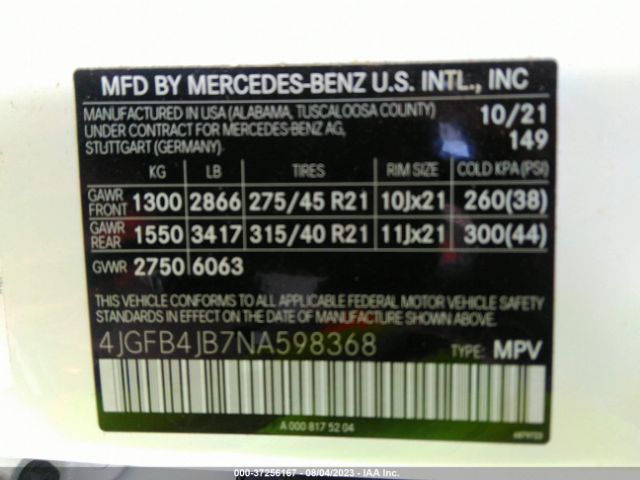 MFD BY MERCEDES-BENZ U.S. INTL., INC
MANUFACTURED IN USA (ALABAMA, TUSCALOOSA COUNTY) 10/21
UNDER CONTRACT FOR MERCEDES-BENZ AG, 149
STUTTGART (GERMANY)
KG LB TIRES RIM SIZE COLD KPA (PSI)
GAWR FRONT 1300 2866 275/45 R21 10Jx21 260(38)
GAWR REAR 1550 3417 315/40 R21 11Jx21 300(44)
GVWR 2750 6063
THIS VEHICLE CONFORMS TO ALL APPLICABLE FEDERAL MOTOR VEHICLE SAFETY
STANDARDS IN EFFECT ON THE DATE OF MANUFACTURE SHOWN ABOVE.
4JGFB4JB7NA598368 TYPE: MPV
A 000 817 52 04
000-37256167 - 08/04/2023 - IAA Inc.